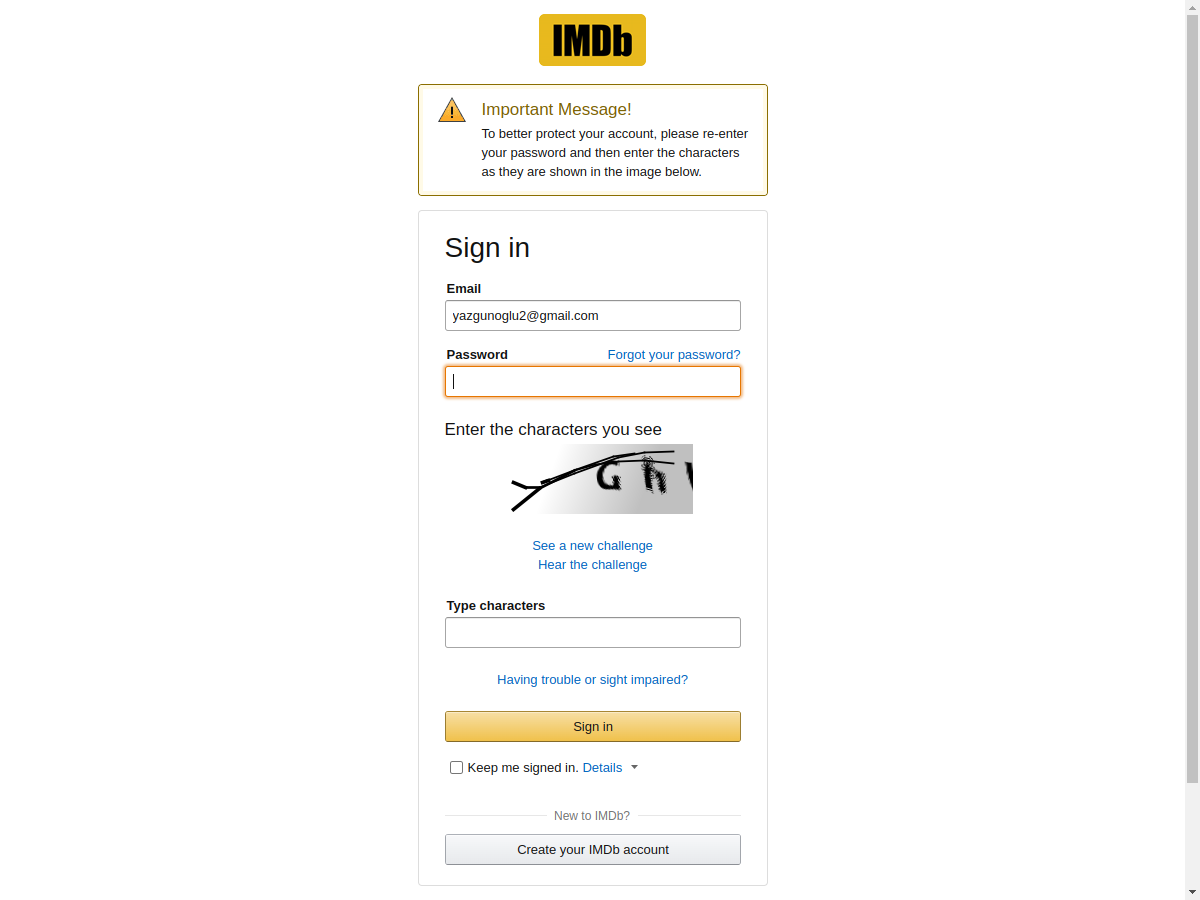 IMDb
Important Message!
To better protect your account, please re-enter
your password and then enter the characters
as they are shown in the image below.
Sign in
Email
yazgunoglu2@gmail.com
Password Forgot your password?
Enter the characters you see
See a new challenge
Hear the challenge
Type characters
Having trouble or sight impaired?
Sign in
Keep me signed in. Details
New to IMDb?
Create your IMDb account